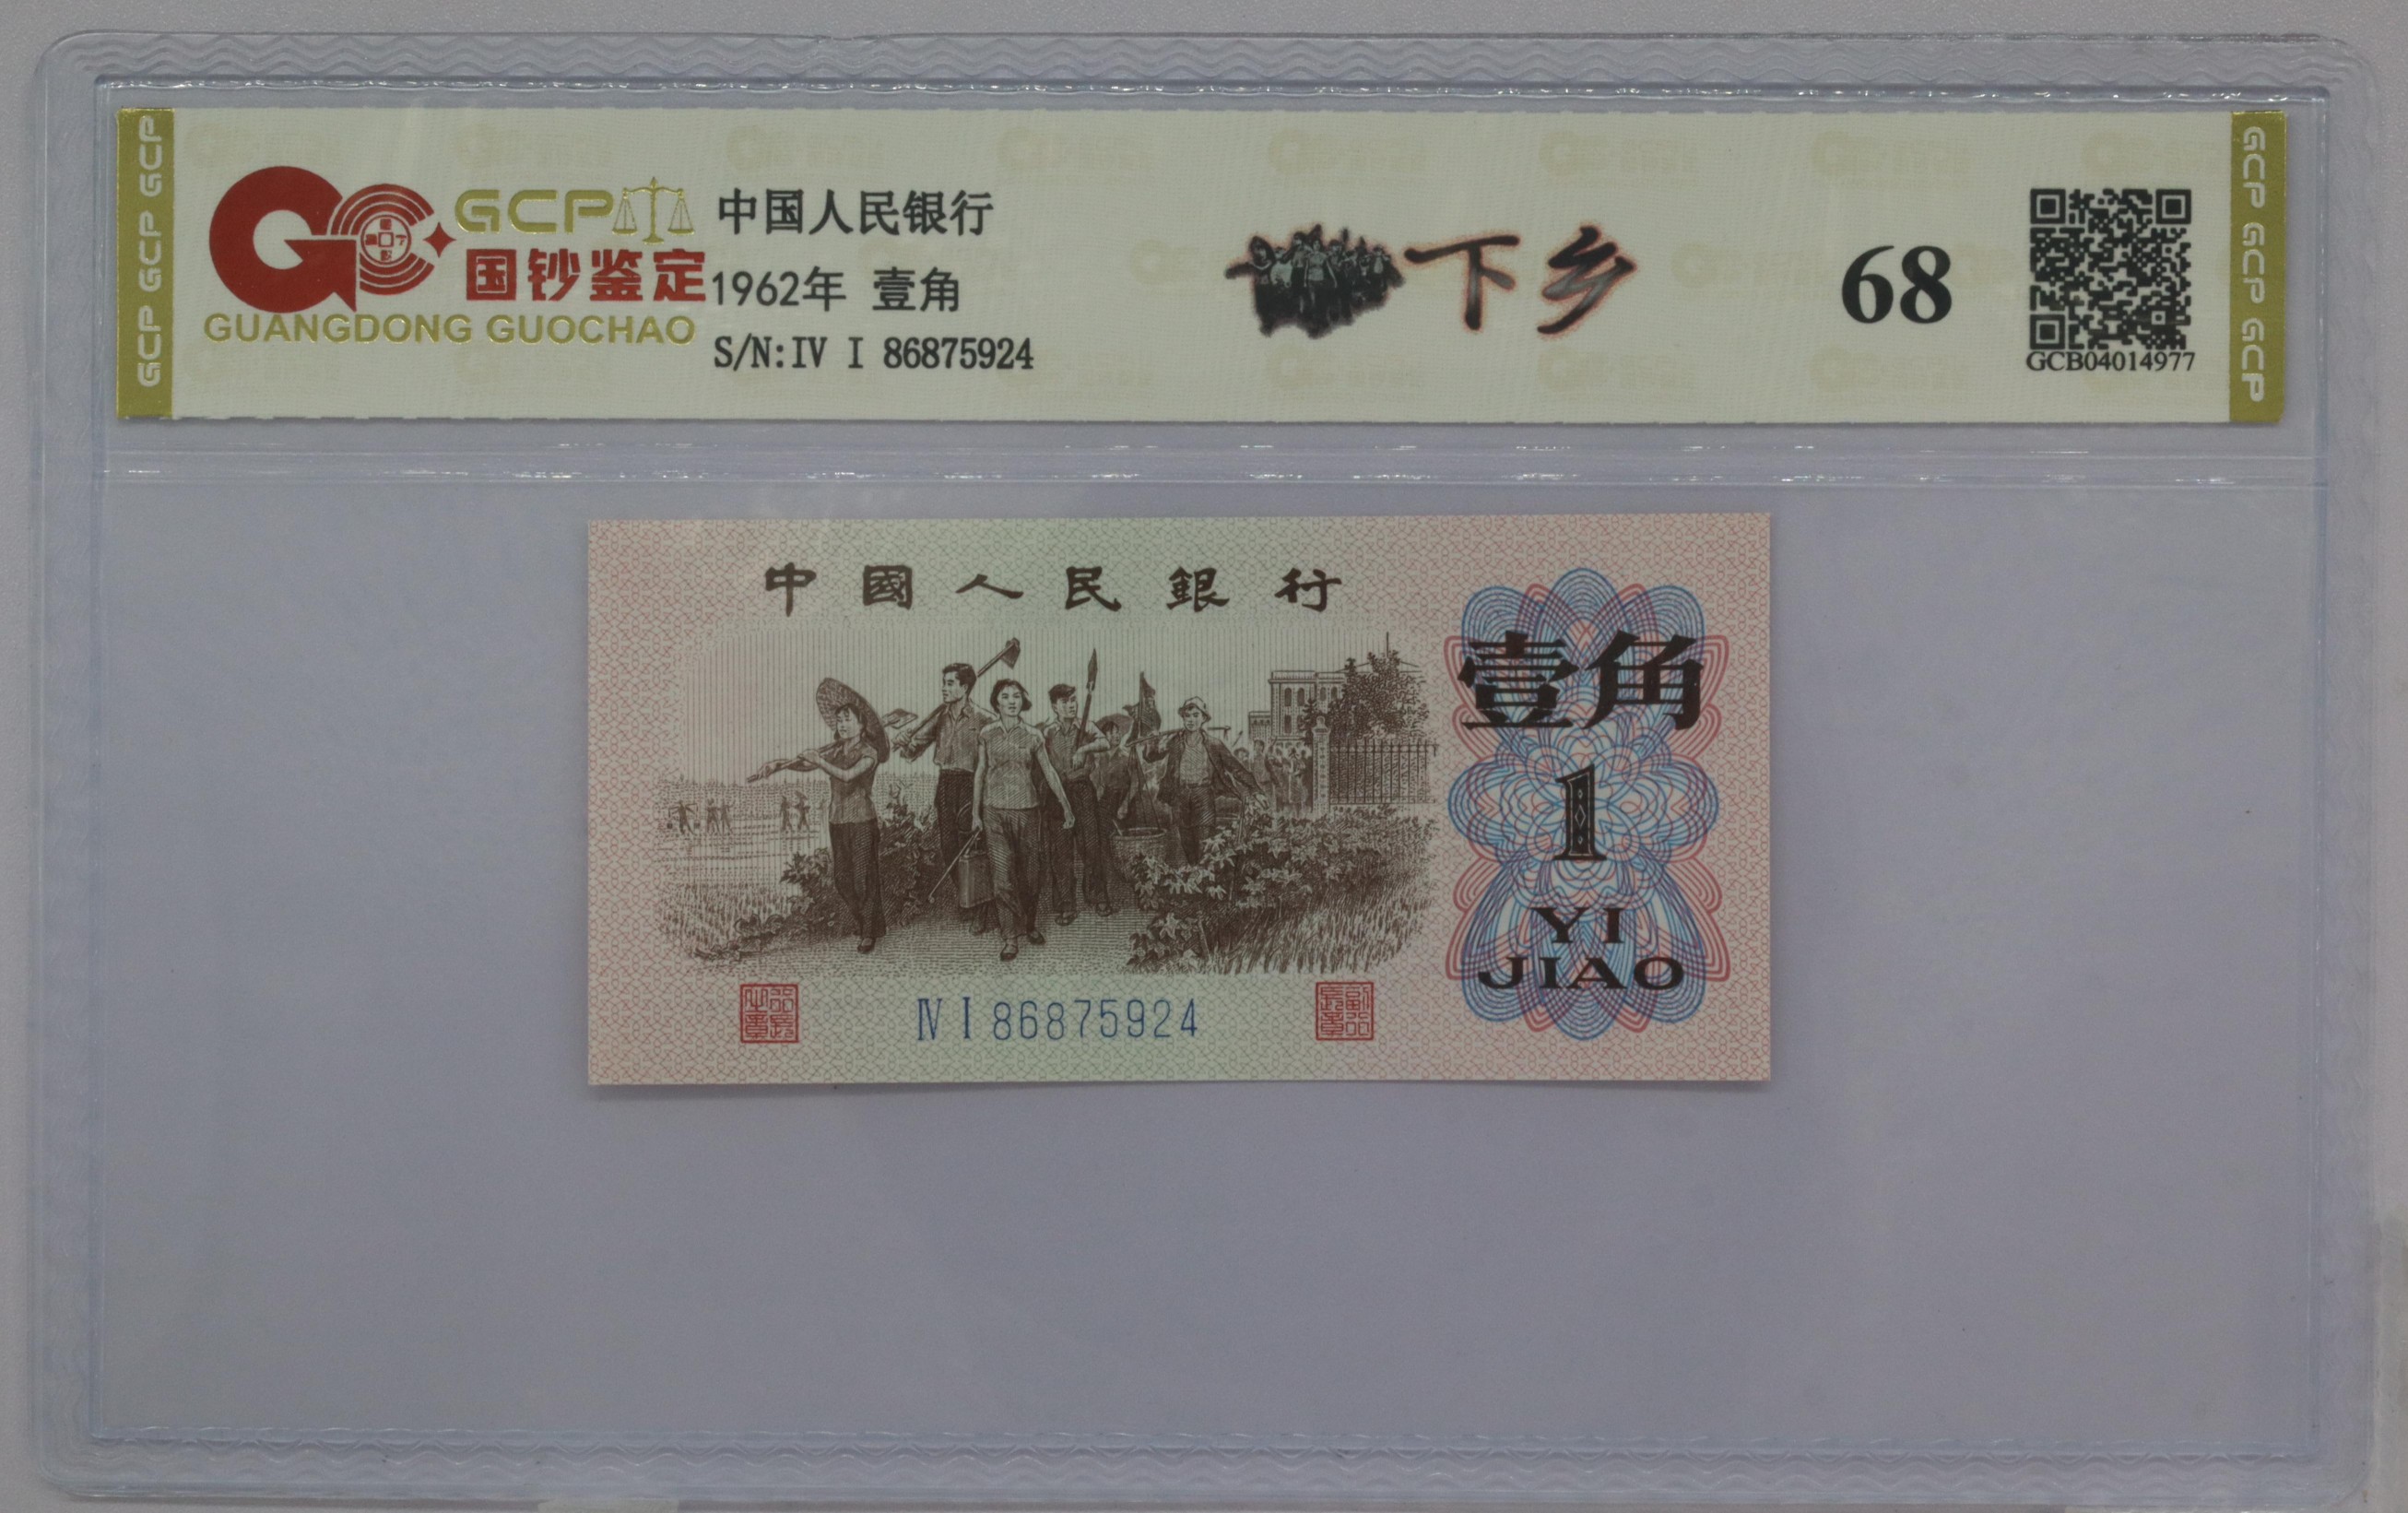 GCP GCP GCP
GCP
国钞鉴定
GUANGDONG GUOCHAO
中国人民银行
1962年 壹角
S/N:IV I 86875924
下乡
68
GCB04014977
GCP GCP GCP
中國人民銀行
壹角
1
YI
JIAO
IV I 86875924